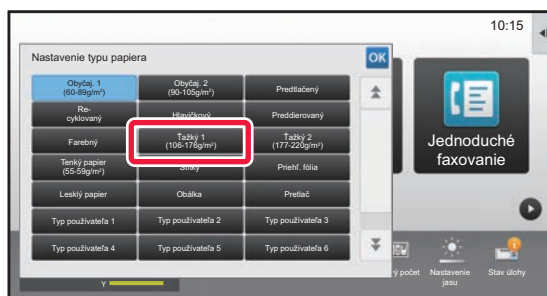 10:15
Nastavenie typu papiera
OK
Obyčaj. 1
(60-89g/m²)
Obyčaj. 2
(90-105g/m²)
Predtlačený
Re-
cyklovaný
Hlavičkový
Preddierovaný
Farebný
Ťažký 1
(106-176g/m²)
Ťažký 2
(177-220g/m²)
Tenký papier
(55-59g/m²)
Štítky
Priehľ. fólia
Lesklý papier
Obálka
Pretlač
Typ používateľa 1
Typ používateľa 2
Typ používateľa 3
Typ používateľa 4
Typ používateľa 5
Typ používateľa 6
Jednoduché
faxovanie
Y
počet
Nastavenie
jasu
Stav úlohy